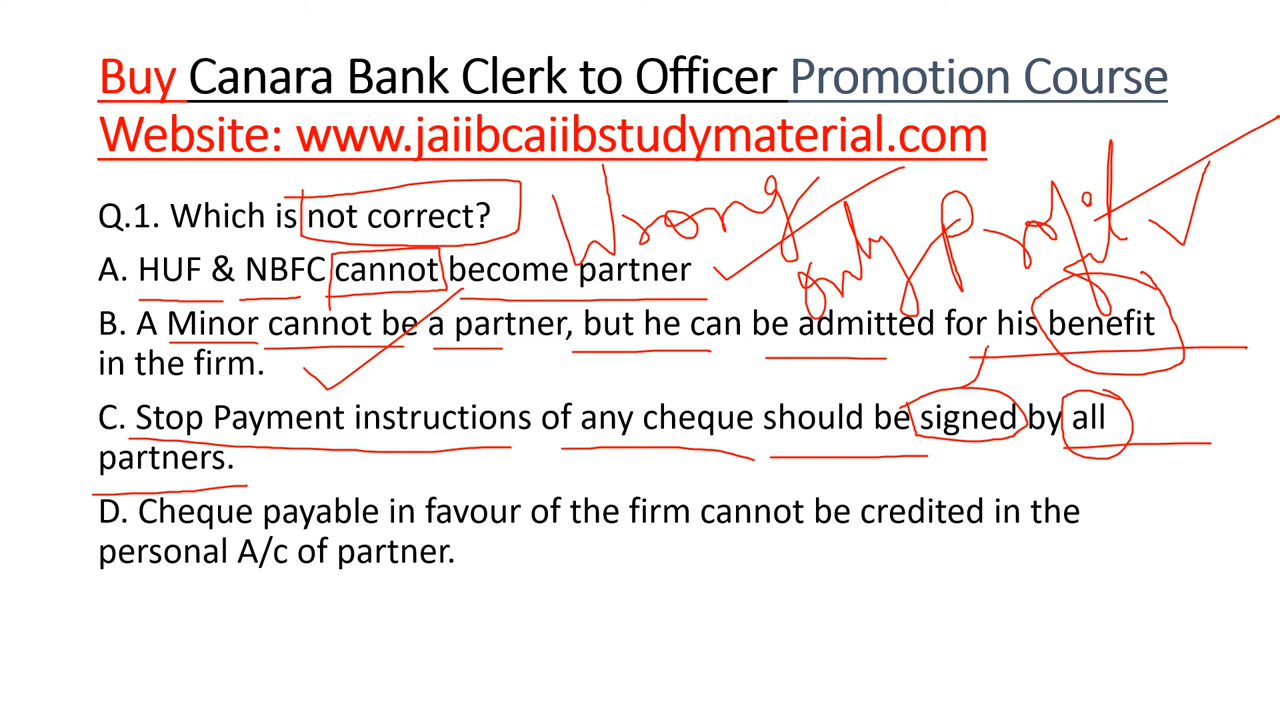 Buy Canara Bank Clerk to Officer Promotion Course
Website: www.jaiibcaiibstudymaterial.com
Q.1. Which is not correct?
Wrong
only Profit
A. HUF & NBFC cannot become partner
B. A Minor cannot be a partner, but he can be admitted for his benefit
in the firm.
C. Stop Payment instructions of any cheque should be signed by all
partners.
D. Cheque payable in favour of the firm cannot be credited in the
personal A/c of partner.